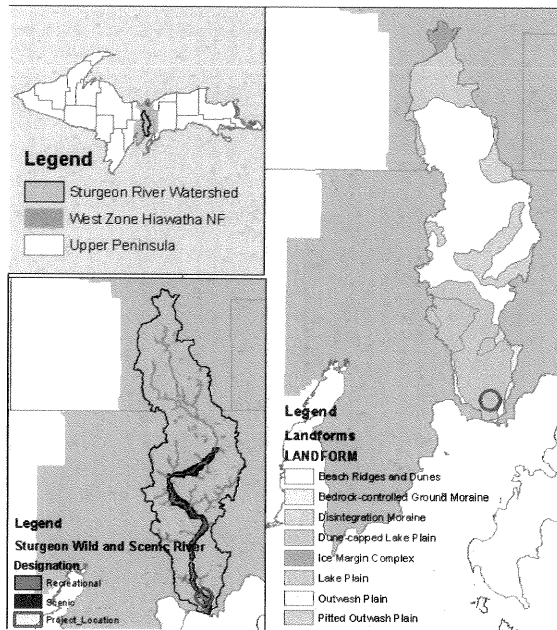 Legend
Sturgeon River Watershed
West Zone Hiawatha NF
Upper Peninsula
Legend
Sturgeon Wild and Scenic River
Designation
Recreational
Scenic
Project_Location
Legend
Landforms
LANDFORM
Beach Ridges and Dunes
Bedrock-controlled Ground Moraine
Disintegration Moraine
Dune-capped Lake Plain
Ice Margin Complex
Lake Plain
Outwash Plain
Pitted Outwash Plain